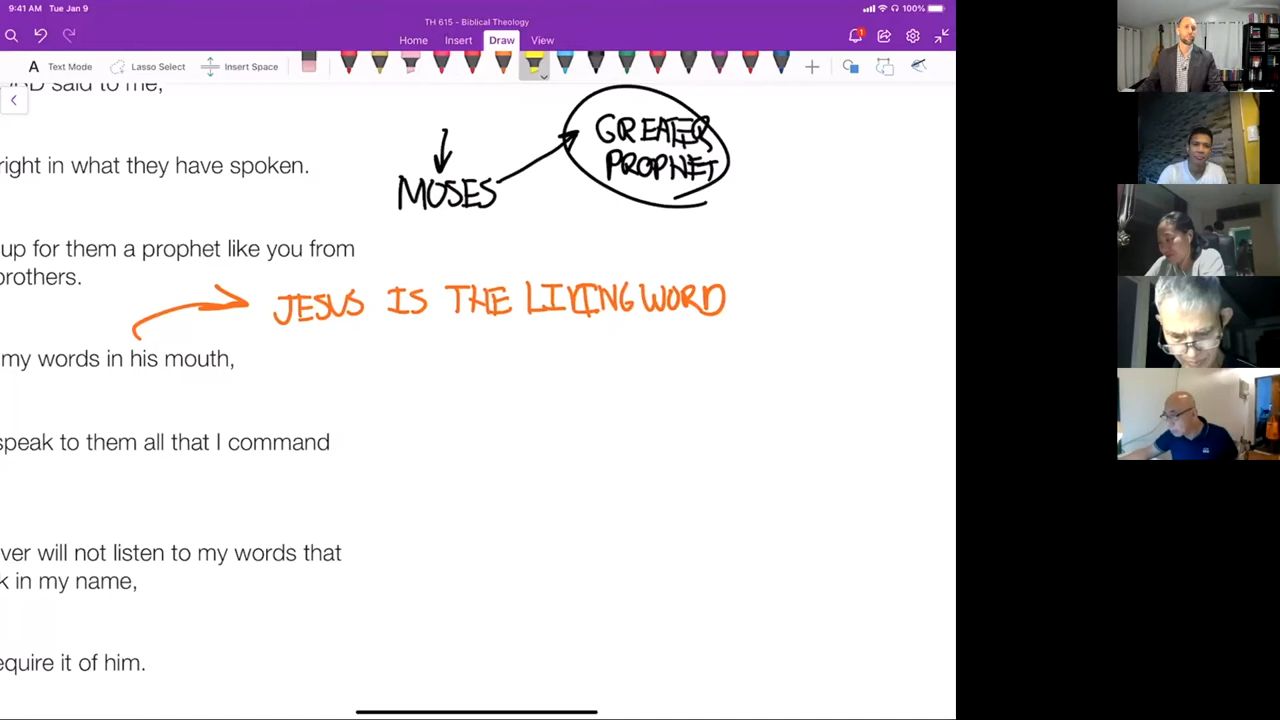 9:41 AM Tue Jan 9
100%
TH 615 - Biblical Theology
Home Insert Draw View
1
A Text Mode Lasso Select Insert Space
said to me,
GREATER
PROPHET
right in what they have spoken.
MOSES
up for them a prophet like you from
brothers.
JESUS IS THE LIVING WORD
my words in his mouth,
speak to them all that I command
ver will not listen to my words that
k in my name,
equire it of him.